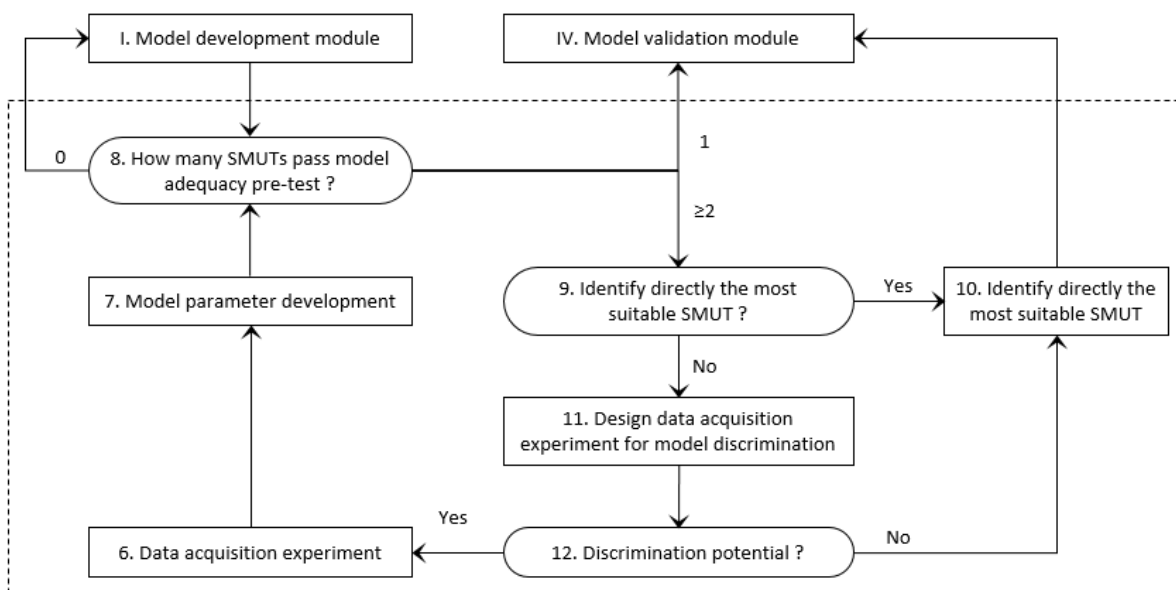 I. Model development module
IV. Model validation module
0
8. How many SMUTs pass model
adequacy pre-test ?
1
≥2
7. Model parameter development
9. Identify directly the most
suitable SMUT ?
Yes
10. Identify directly the
most suitable SMUT
No
11. Design data acquisition
experiment for model discrimination
6. Data acquisition experiment
Yes
12. Discrimination potential ?
No